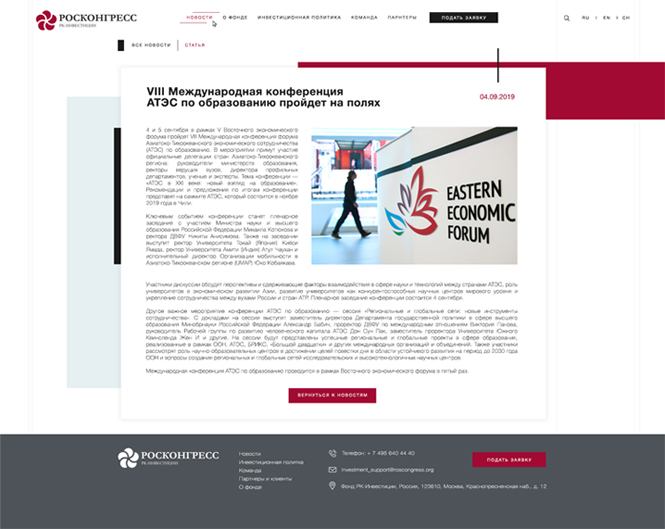 РОСКОНГРЕСС
РК-ИНВЕСТИЦИИ
НОВОСТИ
О ФОНДЕ
ИНВЕСТИЦИОННАЯ ПОЛИТИКА
КОМАНДА
ПАРНТЕРЫ
ПОДАТЬ ЗАЯВКУ
RU | EN | CH
ВСЕ НОВОСТИ | СТАТЬЯ
VIII Международная конференция
АТЭС по образованию пройдет на полях
04.09.2019
4 и 5 сентября в рамках V Восточного экономического
форума пройдет VIII Международная конференция форума
Азиатско-Тихоокеанского экономического сотрудничества
(АТЭС) по образованию. В мероприятии примут участие
официальные делегации стран Азиатско-Тихоокеанского
региона: руководители министерств образования,
ректоры ведущих вузов, директора профильных
департаментов, ученые и эксперты. Тема конференции —
«АТЭС в XXI веке: новый взгляд на образование».
Рекомендации и предложения по итогам конференции
представят на саммите АТЭС, который состоится в ноябре
2019 года в Чили.
Ключевым событием конференции станет пленарное
заседание с участием Министра науки и высшего
образования Российской Федерации Михаила Котюкова и
ректора ДВФУ Никиты Анисимова. Также на заседании
выступят ректор Университета Токай (Япония) Киёси
Ямада, ректор Университета Амити (Индия) Атул Чаухан и
исполнительный директор Организации мобильности в
Азиатско-Тихоокеанском регионе (UMAP) Юко Кобаякава.
EASTERN
ECONOMIC
FORUM
Участники дискуссии обсудят перспективы и сдерживающие факторы взаимодействия в сфере науки и технологий между странами АТЭС, роль
университетов в экономическом развитии Азии, развитие университетов как конкурентоспособных научных центров мирового уровня и
укрепление сотрудничества между вузами России и стран АТР. Пленарное заседание конференции состоится 4 сентября.
Другое важное мероприятие конференции АТЭС по образованию — сессия «Региональные и глобальные сети: новые инструменты
сотрудничества». С докладами на сессии выступят заместитель директора Департамента государственной политики в сфере высшего
образования Минобрнауки Российской Федерации Александр Бабич, проректор ДВФУ по международным отношениям Виктория Панова,
руководитель Рабочей группы по развитию человеческого капитала АТЭС Дон Сун Пак, заместитель проректора Университета Южного
Квинсленда Жен И и другие. На сессии будут представлены успешные региональные и глобальные проекты в сфере образования,
реализованные в рамках ООН, АТЭС, БРИКС, «Большой двадцатки» и других международных организаций и объединений. Также участники
рассмотрят роль научно-образовательных центров в достижении целей повестки дня в области устойчивого развития на период до 2030 года
ООН и вопросы создания региональных и глобальных сетей исследовательских и высокотехнологичных научных центров.
Международная конференция АТЭС по образованию проводится в рамках Восточного экономического форума в пятый раз.
ВЕРНУТЬСЯ К НОВОСТЯМ
РОСКОНГРЕСС
РК-ИНВЕСТИЦИИ
Новости
Инвестиционная политка
Команда
Партнеры и клиенты
О фонде
Телефон: + 7 495 640 44 40
investment_support@roscongress.org
Фонд РК-Инвестиции, Россия, 123610, Москва, Краснопресненская наб., д. 12
ПОДАТЬ ЗАЯВКУ